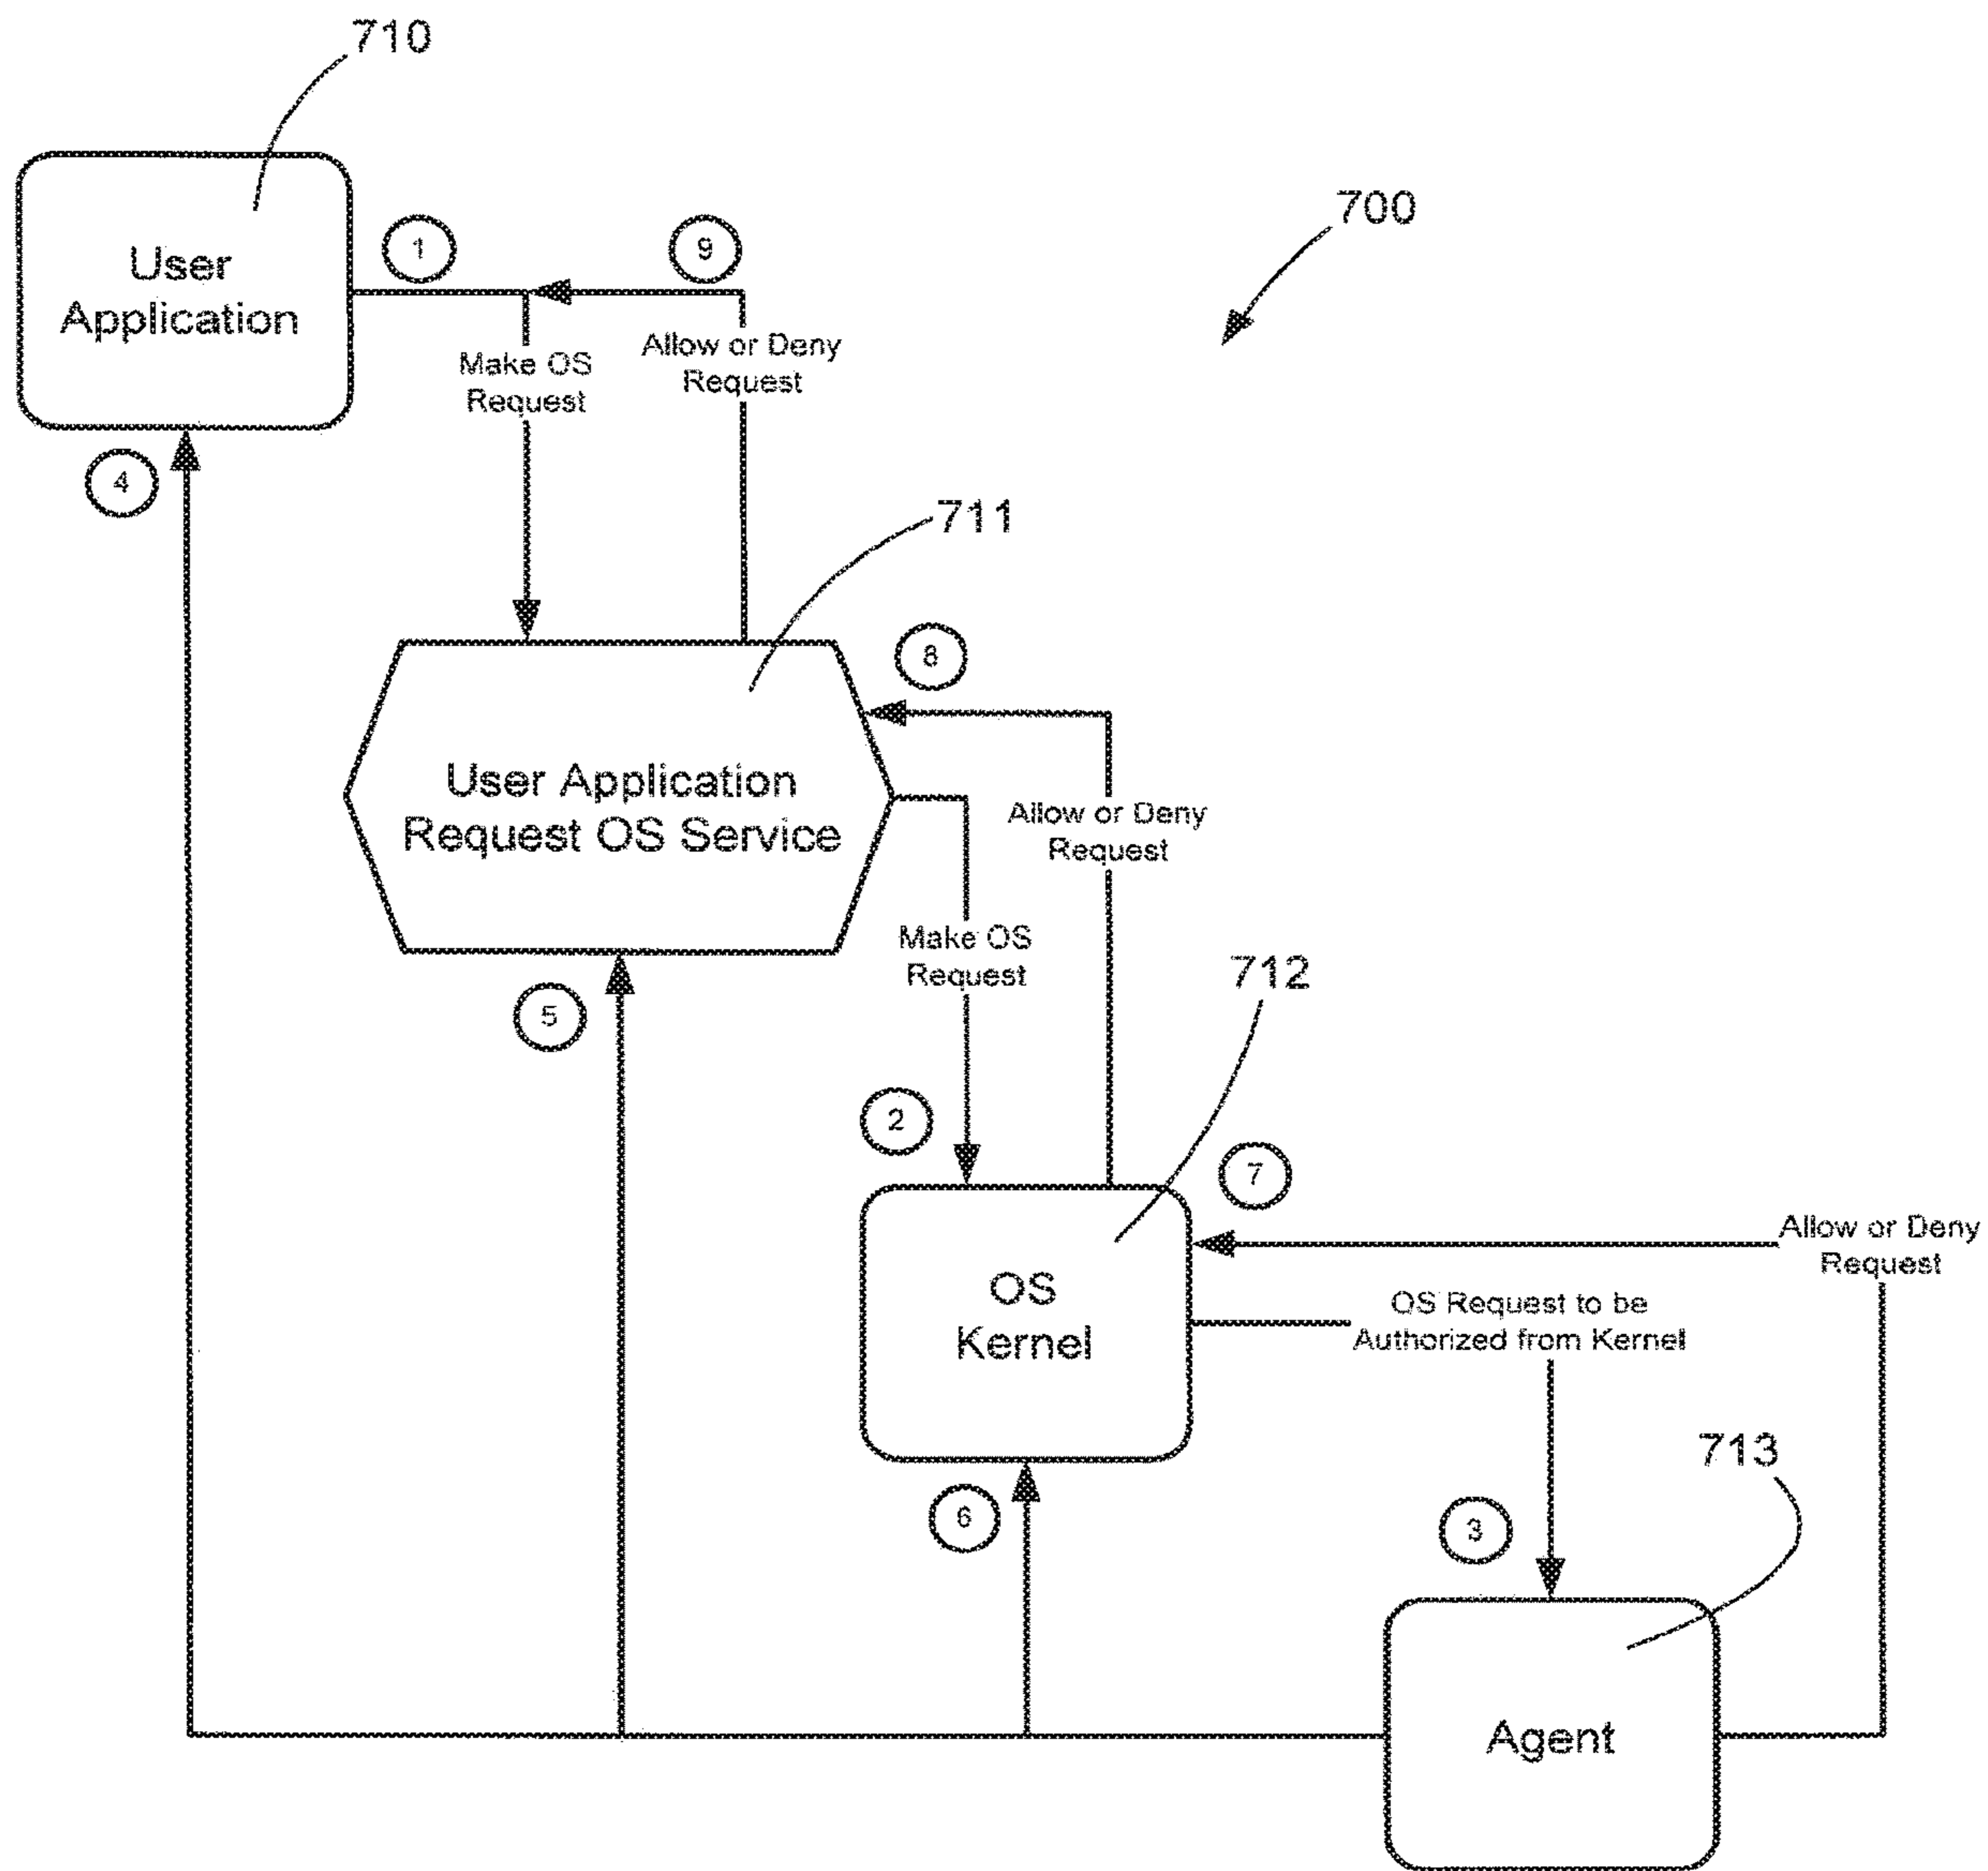 710
700
1
9
User
Application
Make OS
Request
Allow or Deny
Request
4
711
8
User Application
Request OS Service
Allow or Deny
Request
Make OS
Request
5
712
2
7
Allow or Deny
Request
OS
Kernel
OS Request to be
Authorized from Kernel
713
6
3
Agent